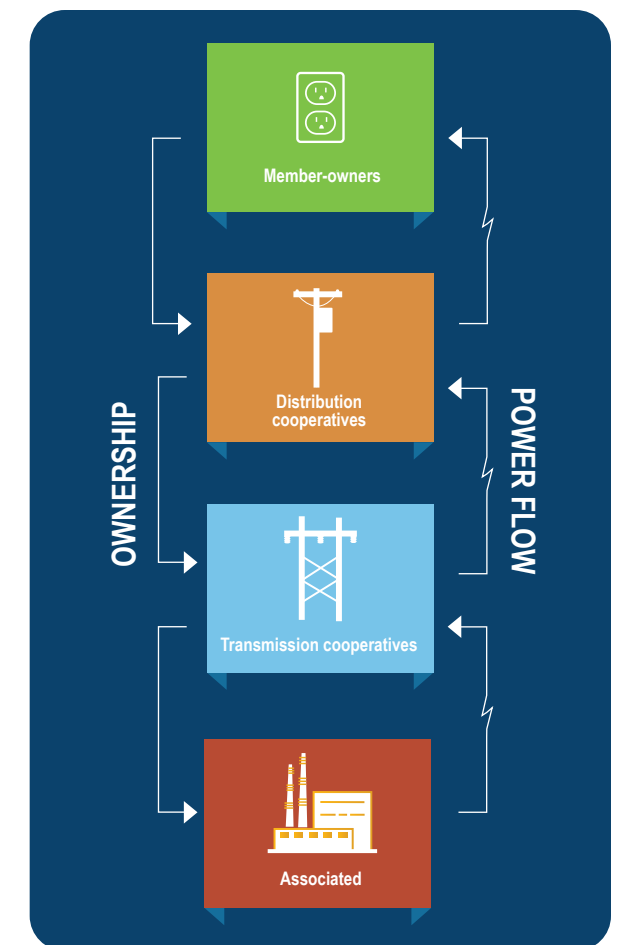 Member-owners
Distribution
cooperatives
OWNERSHIP
POWER FLOW
Transmission cooperatives
Associated